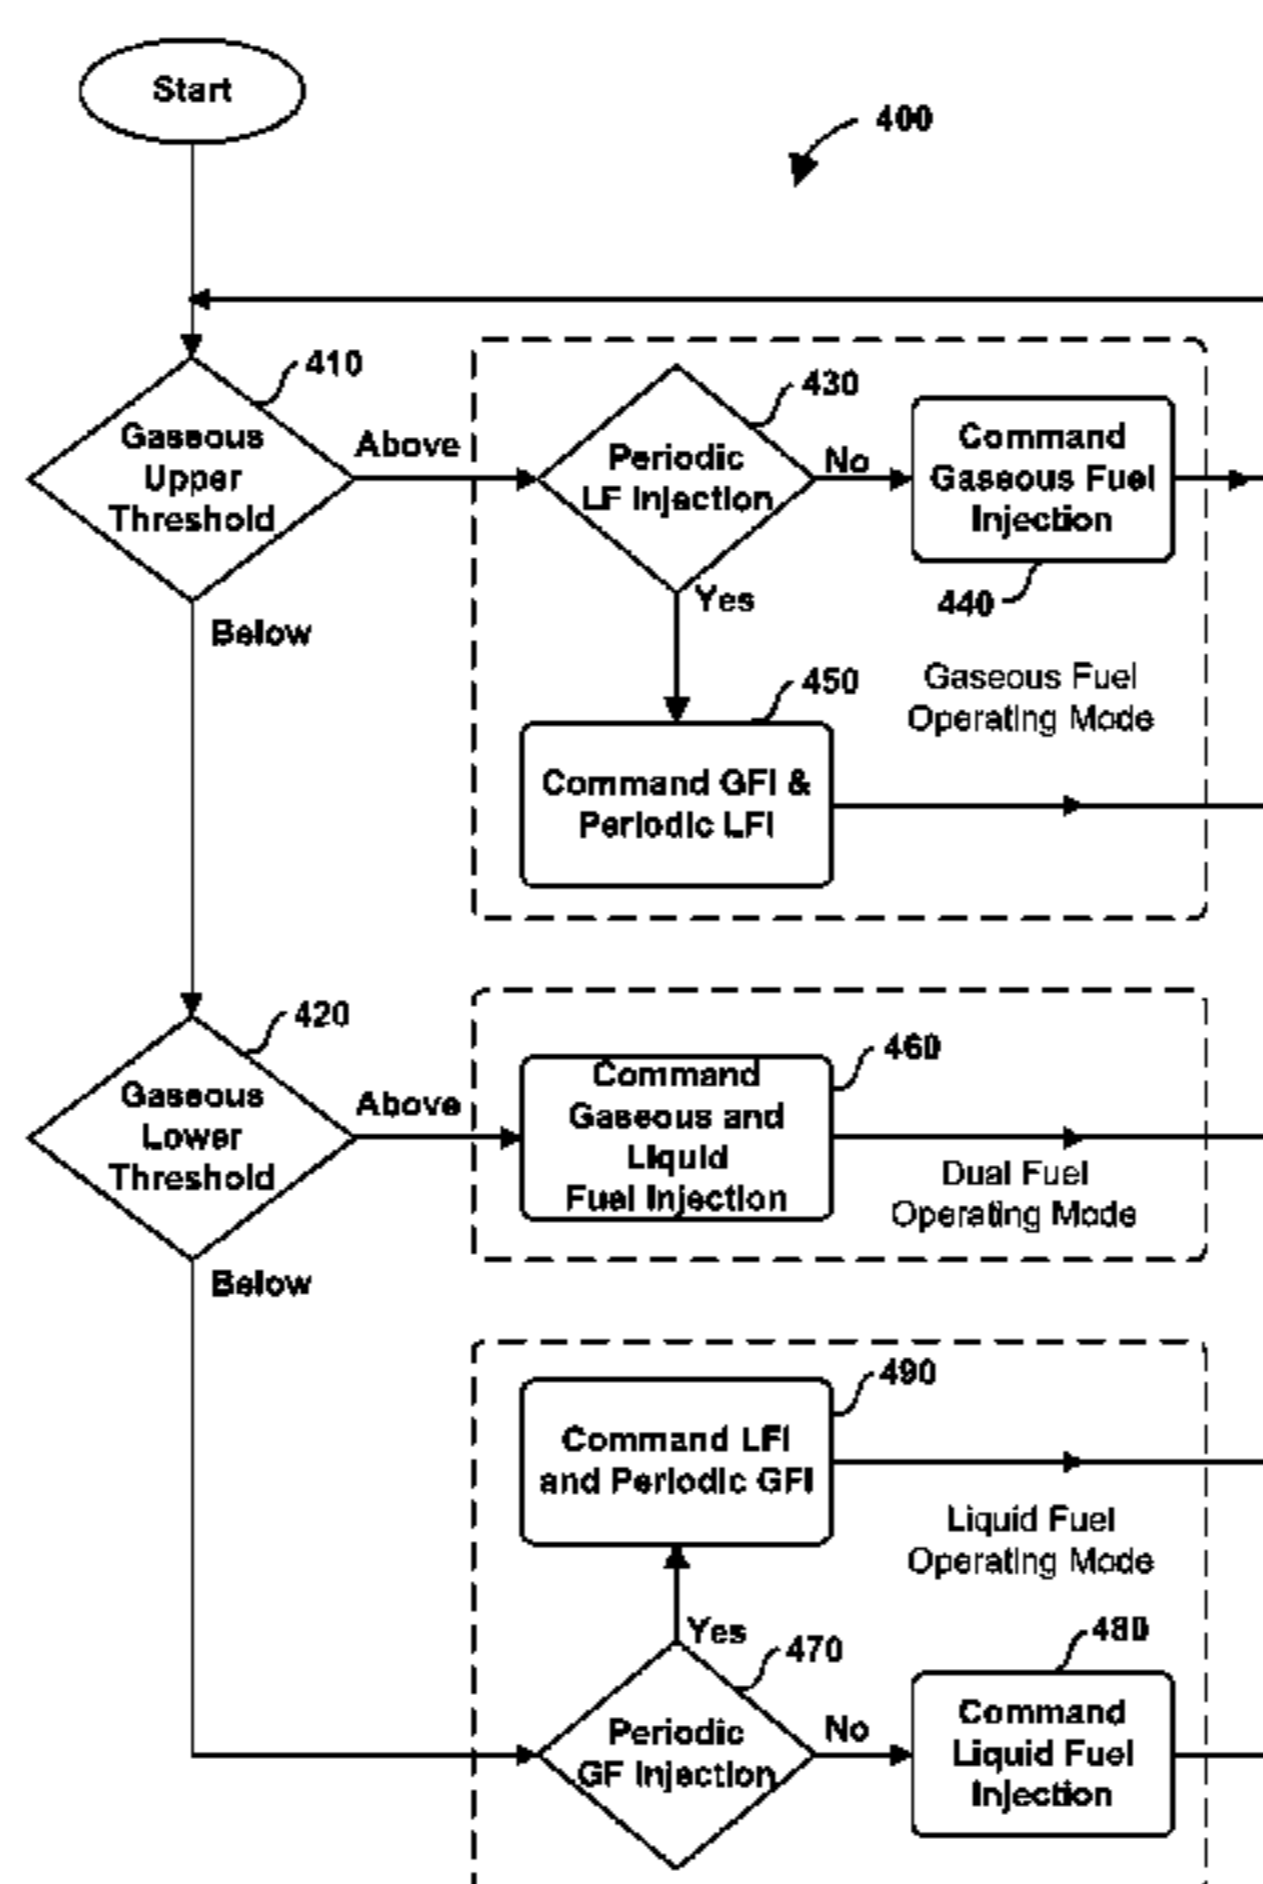 Start
400
410
Gaseous
Upper
Threshold
Above
Below
430
Periodic
LF Injection
No
Yes
Command
Gaseous Fuel
Injection
440
450
Command GFI &
Periodic LFI
Gaseous Fuel
Operating Mode
420
Gaseous
Lower
Threshold
Above
Below
460
Command
Gaseous and
Liquid
Fuel Injection
Dual Fuel
Operating Mode
490
Command LFI
and Periodic GFI
Liquid Fuel
Operating Mode
Yes
470
Periodic
GF Injection
No
480
Command
Liquid Fuel
Injection